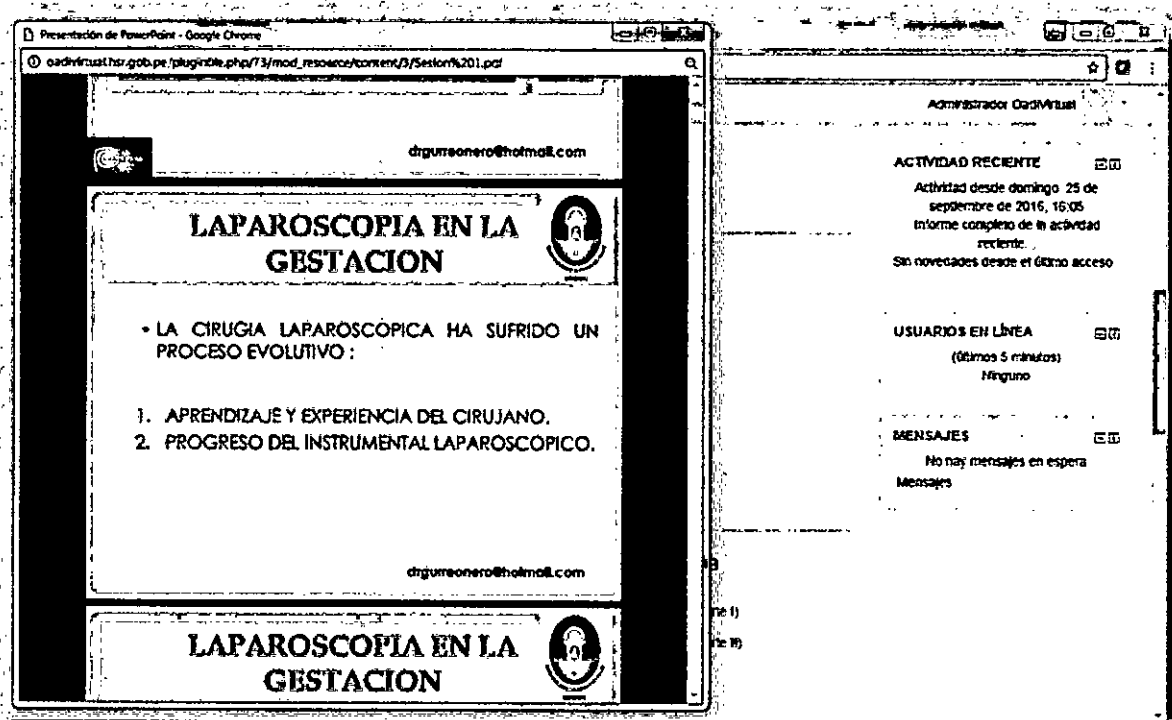 Presentación de PowerPoint - Google Chrome
oadivirtual.hsr.gob.pe/pluginfile.php/73/mod_resource/content/3/Sesion%201.pdf
drgurreonero@hotmail.com
LAPAROSCOPIA EN LA
GESTACION
• LA CIRUGIA LAPAROSCÓPICA HA SUFRIDO UN
PROCESO EVOLUTIVO :
1. APRENDIZAJE Y EXPERIENCIA DEL CIRUJANO.
2. PROGRESO DEL INSTRUMENTAL LAPAROSCOPICO.
drgurreonero@hotmail.com
LAPAROSCOPIA EN LA
GESTACION
Administrador OadiVirtual
ACTIVIDAD RECIENTE
Actividad desde domingo, 25 de
septiembre de 2016, 16:05
Informe completo de la actividad
reciente.
Sin novedades desde el último acceso
USUARIOS EN LÍNEA
(últimos 5 minutos)
Ninguno
MENSAJES
No hay mensajes en espera
Mensajes